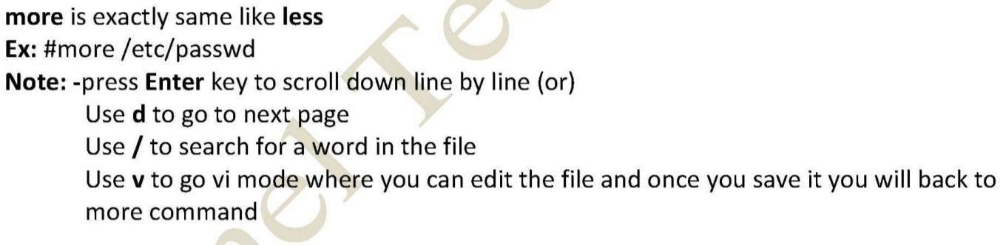 more is exactly same like less
Ex: #more /etc/passwd
Note: -press Enter key to scroll down line by line (or)
Use d to go to next page
Use / to search for a word in the file
Use v to go vi mode where you can edit the file and once you save it you will back to
more command